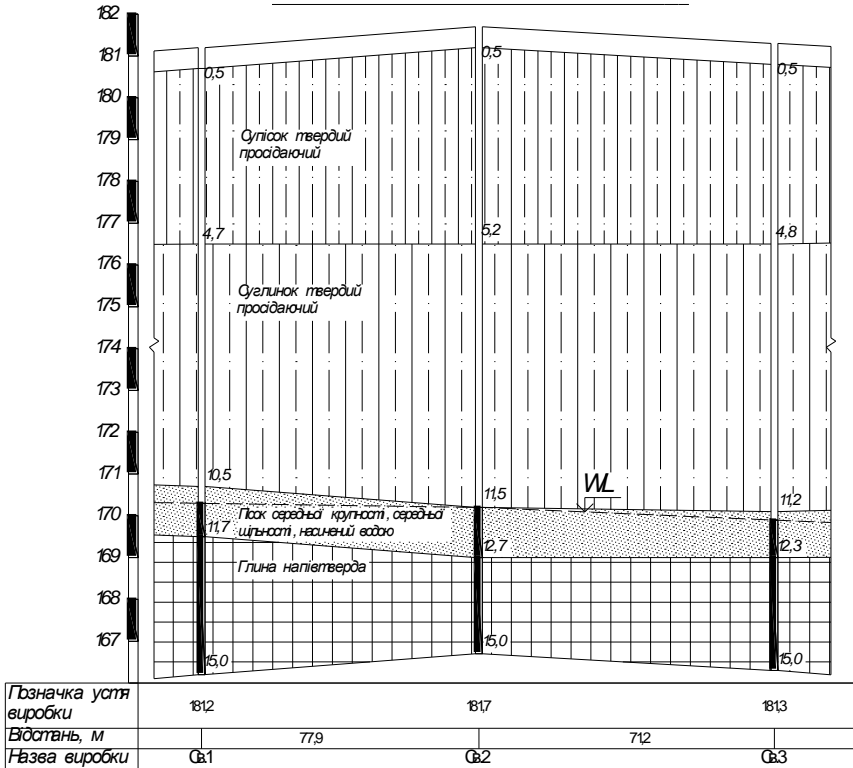 182
181
0,5
0,5
0,5
180
179
Супісок твердий
просідаючий
178
177
4,7
5,2
4,8
176
Суглинок твердий
просідаючий
175
174
173
172
171
10,5
11,5
WL
11,2
170
Пісок середньої крупності, середньої
щільності, насичений водою
11,7
12,7
12,3
169
Глина напівтверда
168
167
15,0
15,0
15,0
Позначка устя
виробки
181,2
181,7
181,3
Відстань, м
77,9
71,2
Назва виробки
Св.1
Св.2
Св.3